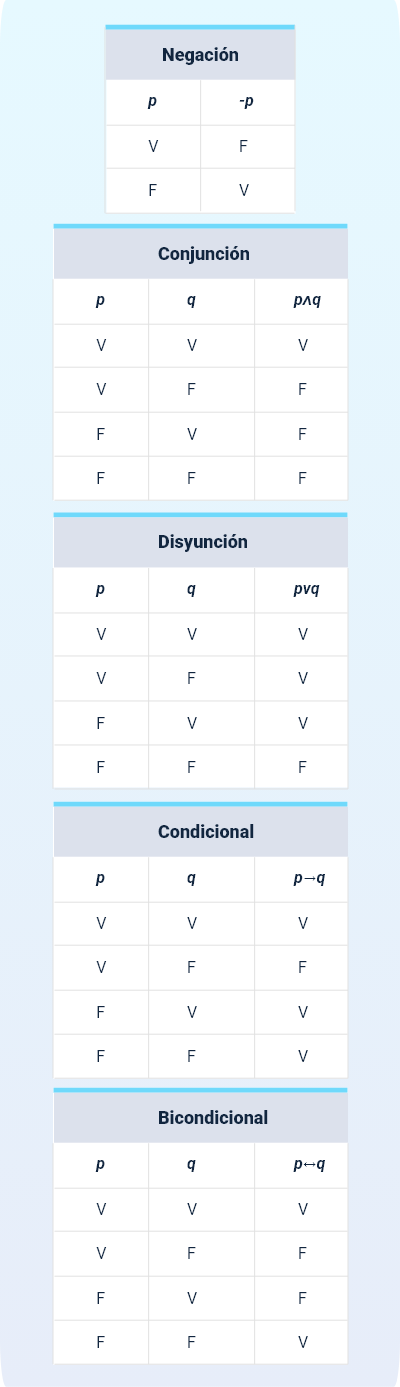 Negación
p -p
V F
F V
Conjunción
p q p∧q
V V V
V F F
F V F
F F F
Disyunción
p q pvq
V V V
V F V
F V V
F F F
Condicional
p q p→q
V V V
V F F
F V V
F F V
Bicondicional
p q p↔q
V V V
V F F
F V F
F F V